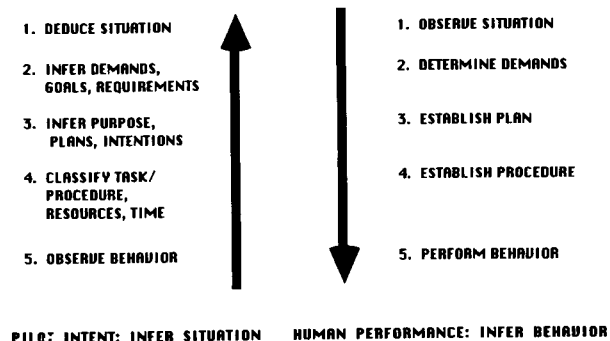 1. DEDUCE SITUATION
2. INFER DEMANDS,
GOALS, REQUIREMENTS
3. INFER PURPOSE,
PLANS, INTENTIONS
4. CLASSIFY TASK/
PROCEDURE,
RESOURCES, TIME
5. OBSERVE BEHAVIOR
PILOT INTENT: INFER SITUATION
1. OBSERVE SITUATION
2. DETERMINE DEMANDS
3. ESTABLISH PLAN
4. ESTABLISH PROCEDURE
5. PERFORM BEHAVIOR
HUMAN PERFORMANCE: INFER BEHAVIOR